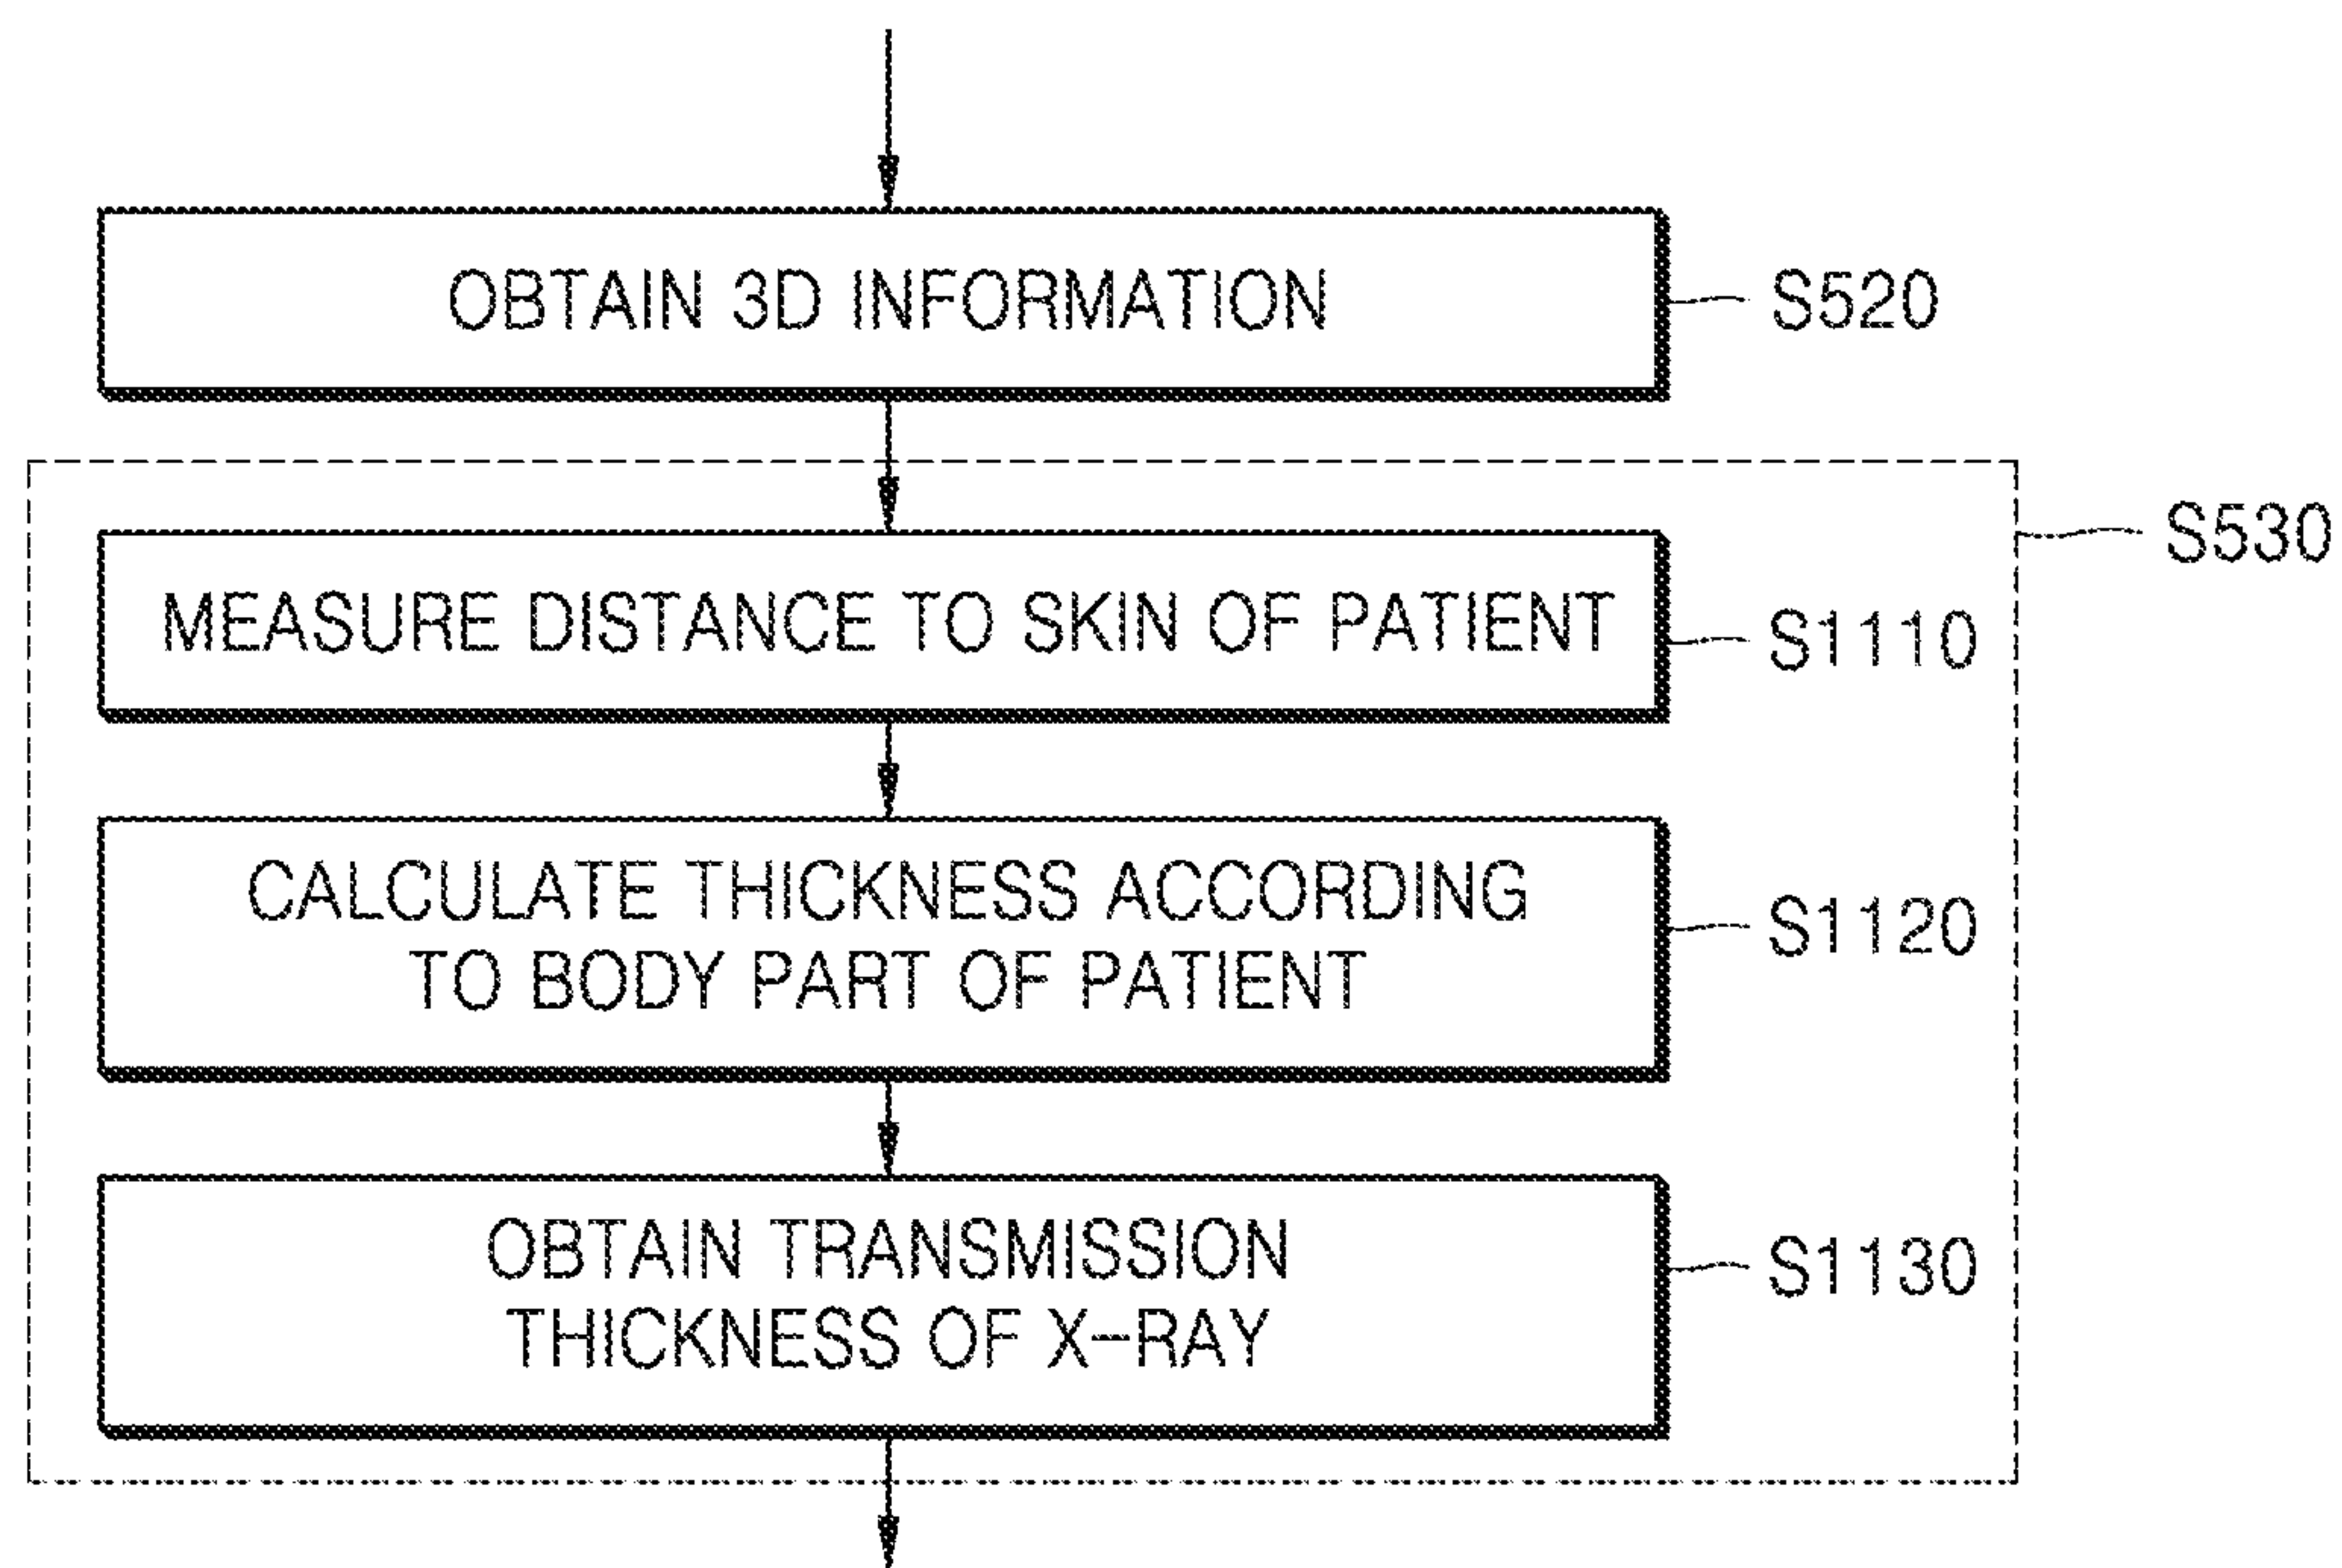 OBTAIN 3D INFORMATION
S520
S530
MEASURE DISTANCE TO SKIN OF PATIENT
S1110
CALCULATE THICKNESS ACCORDING
TO BODY PART OF PATIENT
S1120
OBTAIN TRANSMISSION
THICKNESS OF X-RAY
S1130